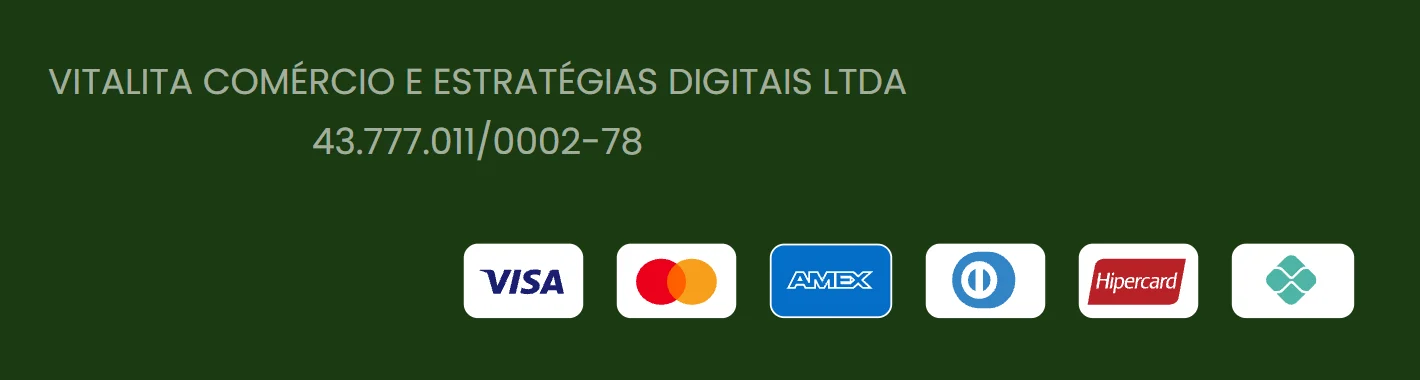 VITALITA COMÉRCIO E ESTRATÉGIAS DIGITAIS LTDA
43.777.011/0002-78
VISA AMEX Hipercard